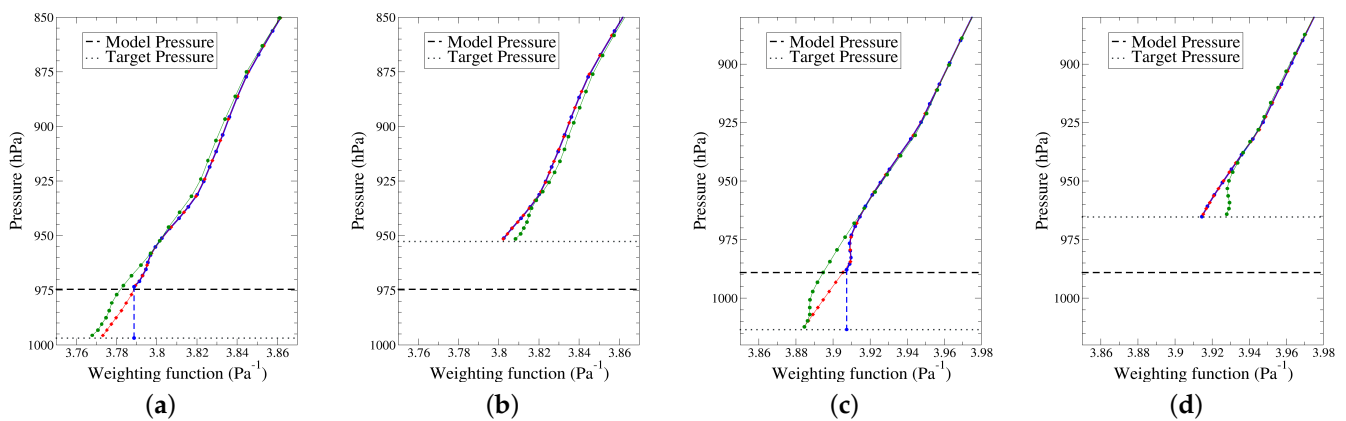 850
875
900
925
950
975
1000
Pressure (hPa)
Model Pressure
Target Pressure
3.76 3.78 3.8 3.82 3.84 3.86
Weighting function (Pa-1)
(a)
850
875
900
925
950
975
1000
Pressure (hPa)
Model Pressure
Target Pressure
3.76 3.78 3.8 3.82 3.84 3.86
Weighting function (Pa-1)
(b)
900
925
950
975
1000
Pressure (hPa)
Model Pressure
Target Pressure
3.86 3.88 3.9 3.92 3.94 3.96 3.98
Weighting function (Pa-1)
(c)
900
925
950
975
1000
Pressure (hPa)
Model Pressure
Target Pressure
3.86 3.88 3.9 3.92 3.94 3.96 3.98
Weighting function (Pa-1)
(d)